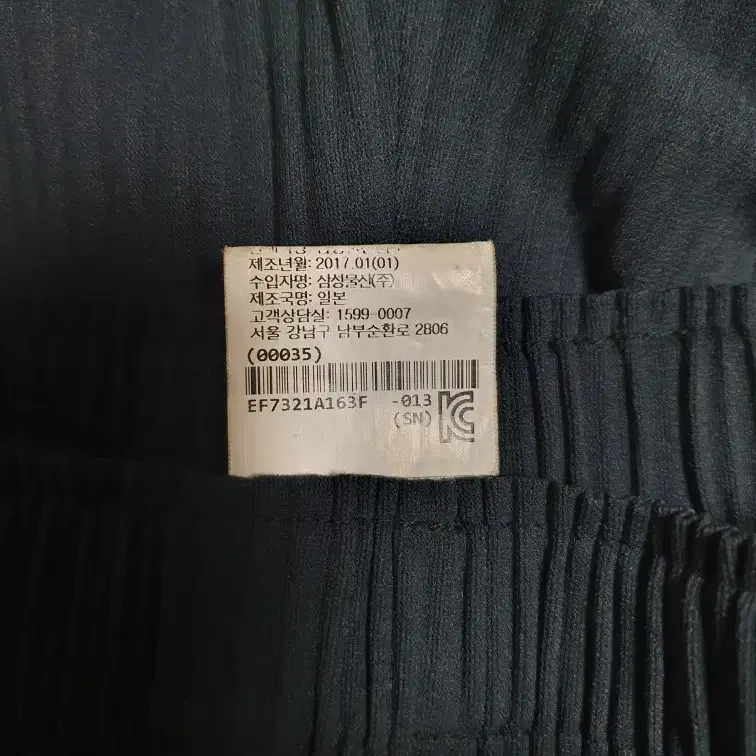 제조년월: 2017.01(01)
수입자명: 삼성물산(주)
제조국명: 일본
고객상담실: 1599-0007
서울 강남구 남부순환로 2806
(00035)
EF7321A163F -013
(SN)